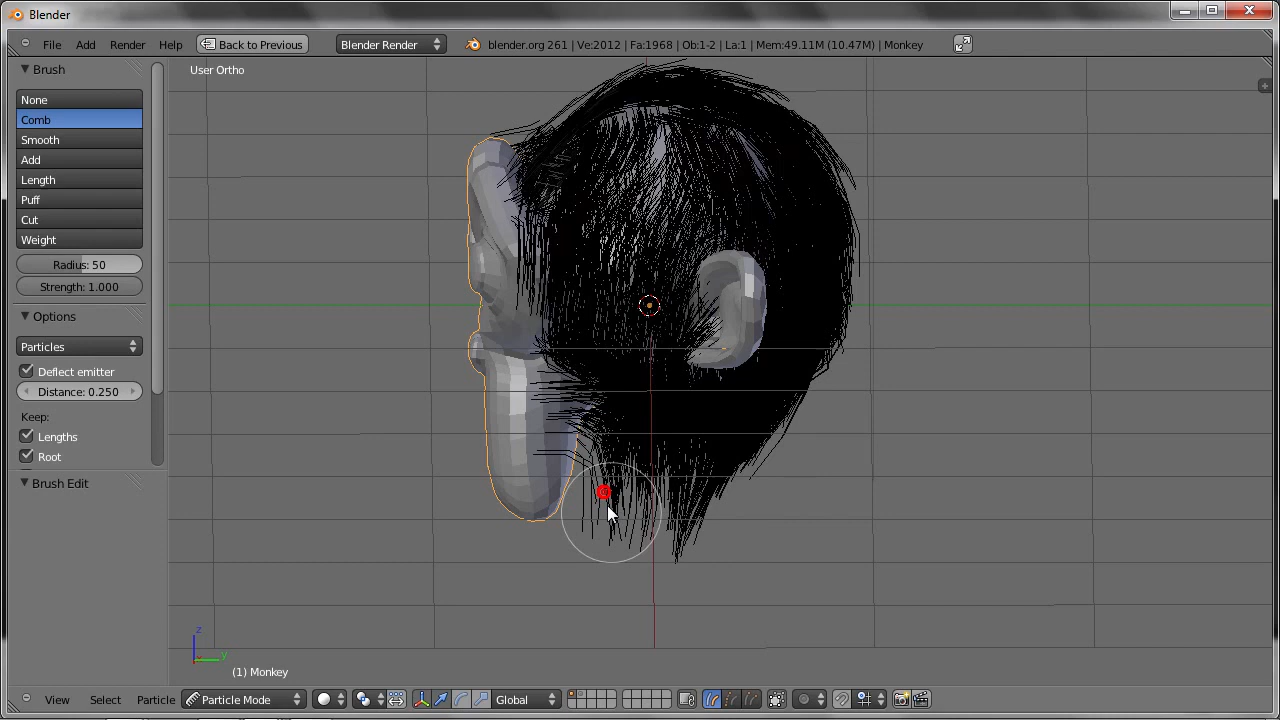 Blender
File Add Render Help Back to Previous Blender Render blender.org 261 | Ve:2012 | Fa:1968 | Ob:1-2 | La:1 | Mem:49.11M (10.47M) | Monkey
Brush
User Ortho
None
Comb
Smooth
Add
Length
Puff
Cut
Weight
Radius: 50
Strength: 1.000
Options
Particles
Deflect emitter
Distance: 0.250
Keep:
Lengths
Root
Brush Edit
z
y
(1) Monkey
View Select Particle Particle Mode Global